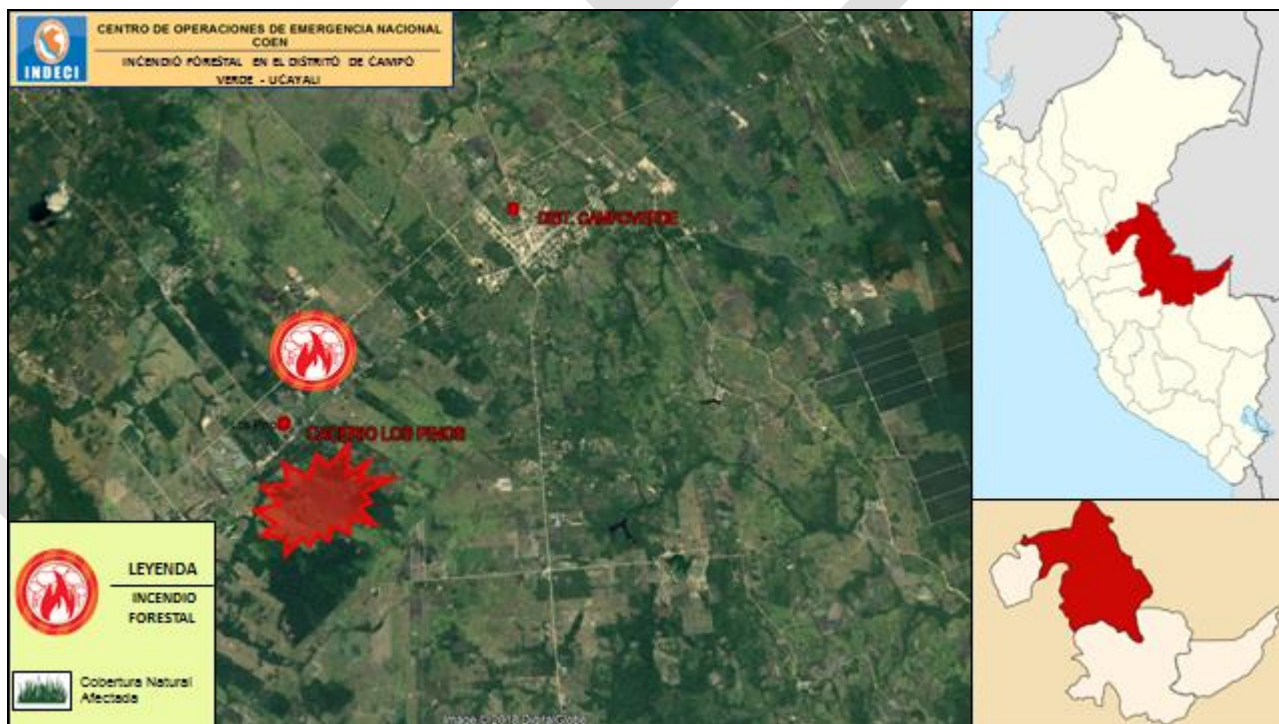 CENTRO DE OPERACIONES DE EMERGENCIA NACIONAL
COEN
INCENDIO FORESTAL EN EL DISTRITO DE CAMPO
VERDE - UCAYALI
INDECI
DIST. CAMPOVERDE
CACERIO LOS PINOS
LEYENDA
INCENDIO
FORESTAL
Cobertura Natural
Afectada
Image © 2018 DigitalGlobe